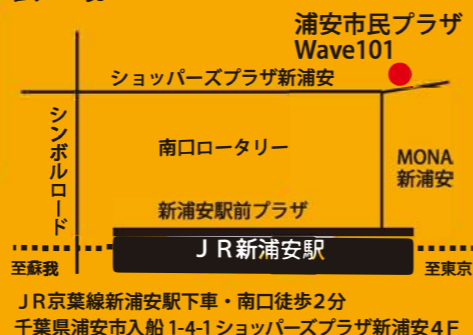 浦安市民プラザ
Wave101
ショッパーズプラザ新浦安
シンボルロード
南口ロータリー
MONA
新浦安
新浦安駅前プラザ
ＪＲ新浦安駅
至蘇我
至東京
ＪＲ京葉線新浦安駅下車・南口徒歩２分
千葉県浦安市入船 1-4-1 ショッパーズプラザ新浦安４Ｆ